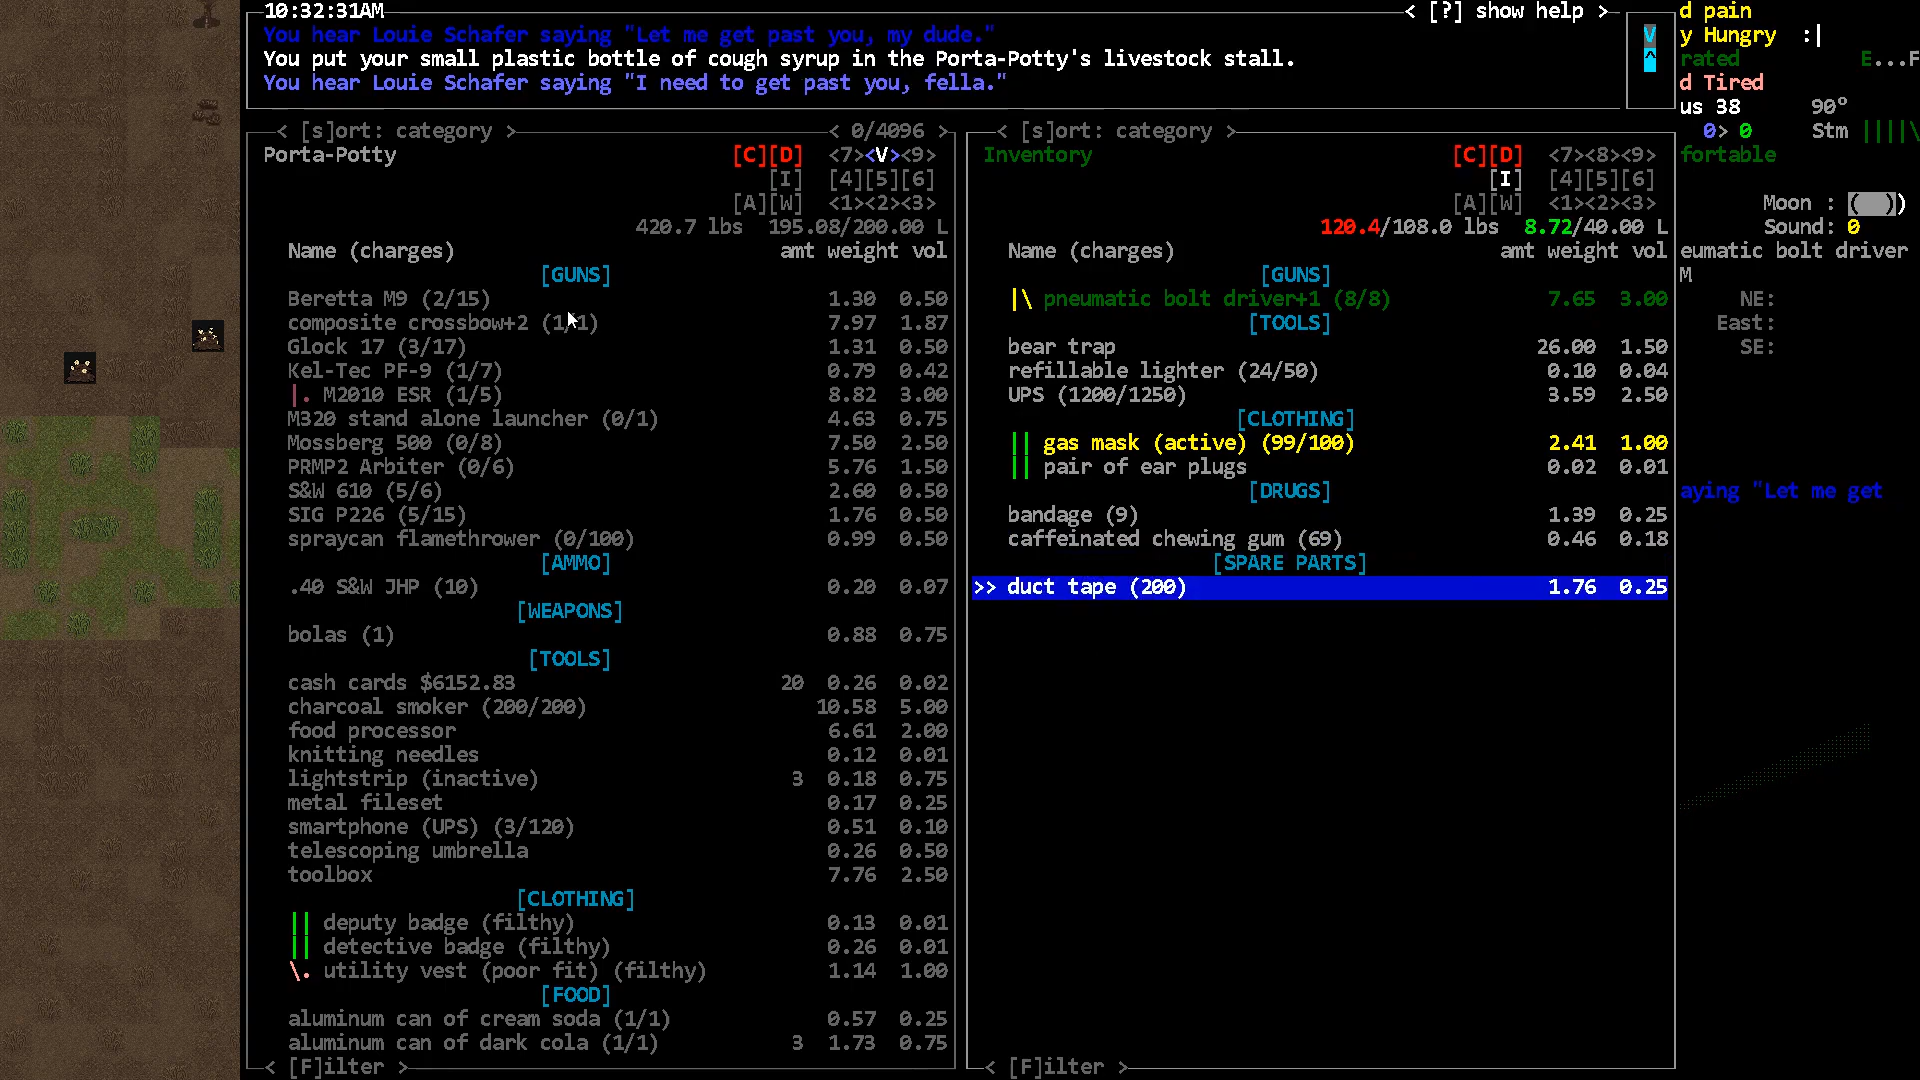 10:32:31AM < [?] show help >
You hear Louie Schafer saying "Let me get past you, my dude."
You put your small plastic bottle of cough syrup in the Porta-Potty's livestock stall.
You hear Louie Schafer saying "I need to get past you, fella."
V
^
d pain
y Hungry :|
rated E...F
d Tired
us 38 90°
0> 0 Stm ||||\
fortable
Moon : ( ))
Sound: 0
eumatic bolt driver
M
NE:
East:
SE:
aying "Let me get
< [s]ort: category > < 0/4096 >
Porta-Potty [C][D] <7><V><9>
[I] [4][5][6]
[A][W] <1><2><3>
420.7 lbs 195.08/200.00 L
Name (charges) amt weight vol
[GUNS]
Beretta M9 (2/15) 1.30 0.50
composite crossbow+2 (1/1) 7.97 1.87
Glock 17 (3/17) 1.31 0.50
Kel-Tec PF-9 (1/7) 0.79 0.42
|. M2010 ESR (1/5) 8.82 3.00
M320 stand alone launcher (0/1) 4.63 0.75
Mossberg 500 (0/8) 7.50 2.50
PRMP2 Arbiter (0/6) 5.76 1.50
S&W 610 (5/6) 2.60 0.50
SIG P226 (5/15) 1.76 0.50
spraycan flamethrower (0/100) 0.99 0.50
[AMMO]
.40 S&W JHP (10) 0.20 0.07
[WEAPONS]
bolas (1) 0.88 0.75
[TOOLS]
cash cards $6152.83 20 0.26 0.02
charcoal smoker (200/200) 10.58 5.00
food processor 6.61 2.00
knitting needles 0.12 0.01
lightstrip (inactive) 3 0.18 0.75
metal fileset 0.17 0.25
smartphone (UPS) (3/120) 0.51 0.10
telescoping umbrella 0.26 0.50
toolbox 7.76 2.50
[CLOTHING]
|| deputy badge (filthy) 0.13 0.01
|| detective badge (filthy) 0.26 0.01
\. utility vest (poor fit) (filthy) 1.14 1.00
[FOOD]
aluminum can of cream soda (1/1) 0.57 0.25
aluminum can of dark cola (1/1) 3 1.73 0.75
< [F]ilter >
< [s]ort: category >
Inventory [C][D] <7><8><9>
[I] [4][5][6]
[A][W] <1><2><3>
120.4/108.0 lbs 8.72/40.00 L
Name (charges) amt weight vol
[GUNS]
|\ pneumatic bolt driver+1 (8/8) 7.65 3.00
[TOOLS]
bear trap 26.00 1.50
refillable lighter (24/50) 0.10 0.04
UPS (1200/1250) 3.59 2.50
[CLOTHING]
|| gas mask (active) (99/100) 2.41 1.00
|| pair of ear plugs 0.02 0.01
[DRUGS]
bandage (9) 1.39 0.25
caffeinated chewing gum (69) 0.46 0.18
[SPARE PARTS]
>> duct tape (200) 1.76 0.25
< [F]ilter >